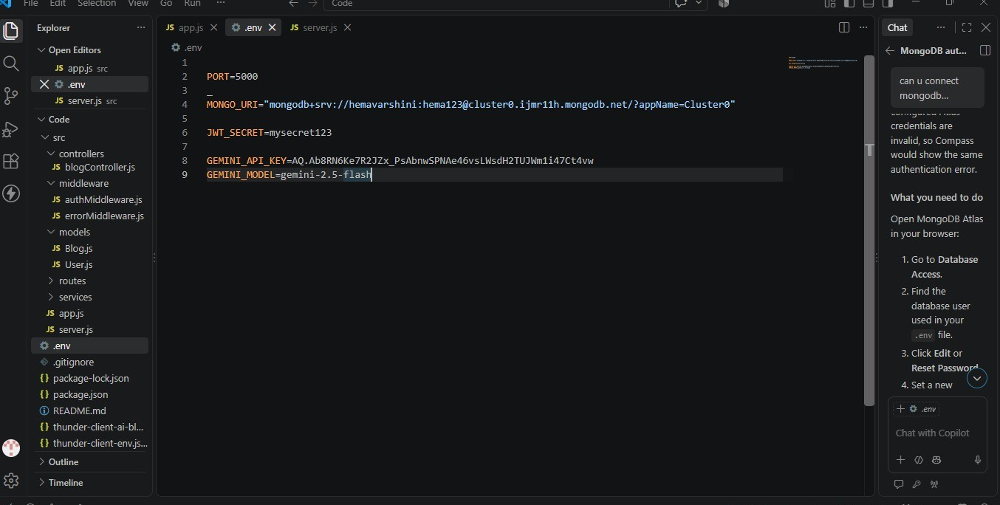 File Edit Selection View Go Run ··· Code
Explorer ···
Open Editors
JS app.js src
.env
JS server.js src
Code
src
controllers
JS blogController.js
middleware
JS authMiddleware.js
JS errorMiddleware.js
models
JS Blog.js
JS User.js
routes
services
JS app.js
JS server.js
.env
.gitignore
{} package-lock.json
{} package.json
README.md
{} thunder-client-ai-bl...
{} thunder-client-env.js...
Outline
Timeline
JS app.js .env JS server.js
.env
1
2 PORT=5000
3 _
4 MONGO_URI="mongodb+srv://hemavarshini:hema123@cluster0.ijmr11h.mongodb.net/?appName=Cluster0"
5
6 JWT_SECRET=mysecret123
7
8 GEMINI_API_KEY=AQ.Ab8RN6Ke7R2JZx_PsAbnwSPNAe46vsLWsdH2TUJWm1i47Ct4vw
9 GEMINI_MODEL=gemini-2.5-flash
Chat ···
MongoDB aut...
can u connect
mongodb...
configured Atlas
credentials are
invalid, so Compass
would show the same
authentication error.
What you need to do
Open MongoDB Atlas
in your browser:
1. Go to Database
Access.
2. Find the
database user
used in your
.env file.
3. Click Edit or
Reset Password
4. Set a new
.env
Chat with Copilot